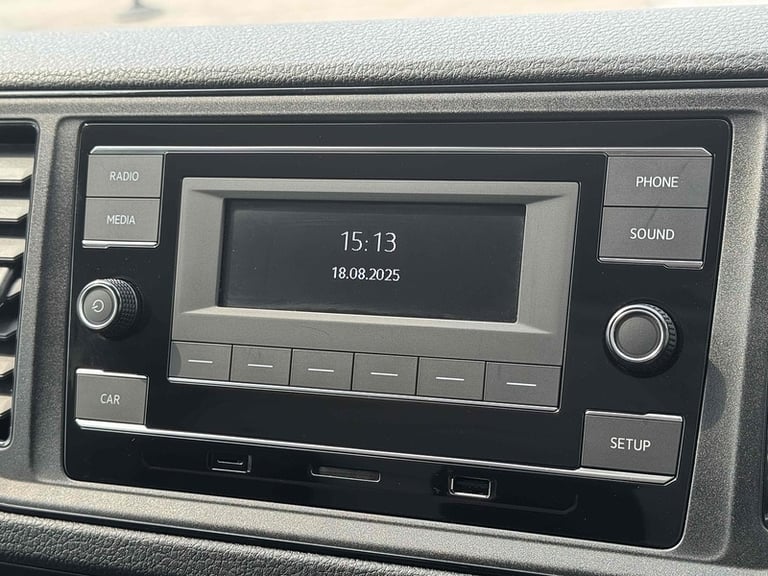 RADIO
PHONE
MEDIA
SOUND
15:13
18.08.2025
CAR
SETUP